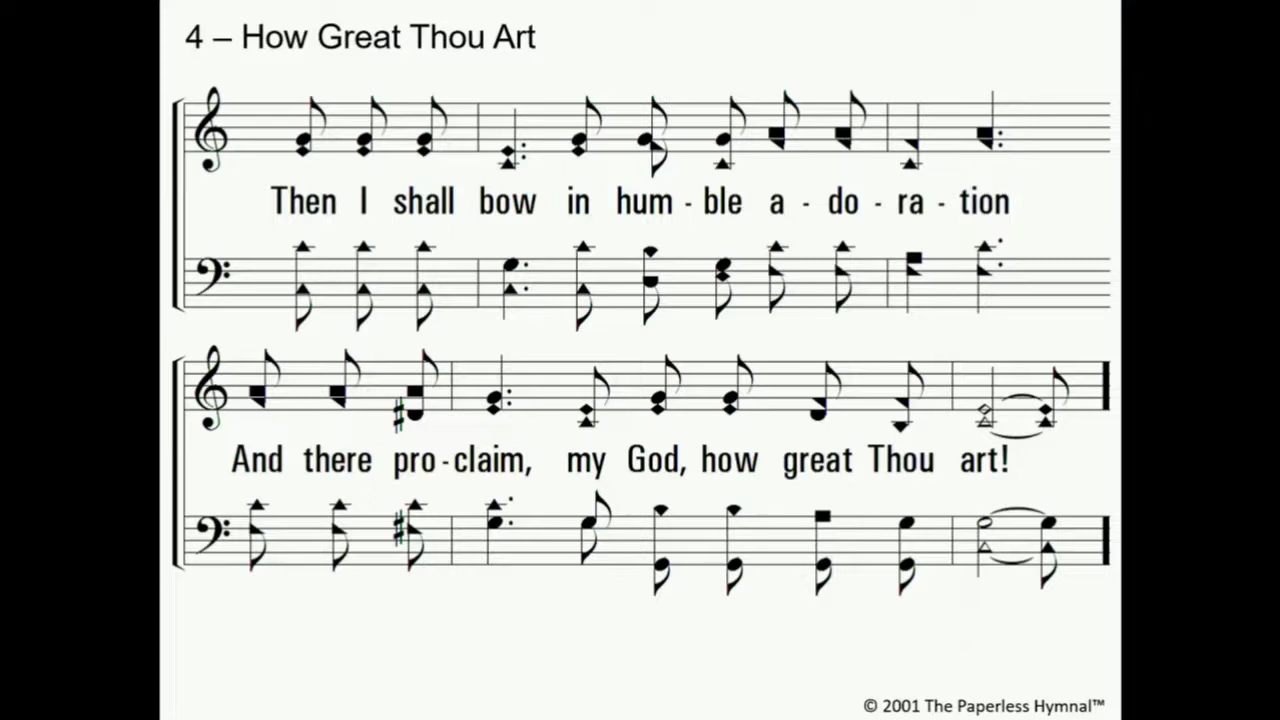 4 – How Great Thou Art
Then I shall bow in hum - ble a - do - ra - tion
And there pro - claim, my God, how great Thou art!
© 2001 The Paperless Hymnal™